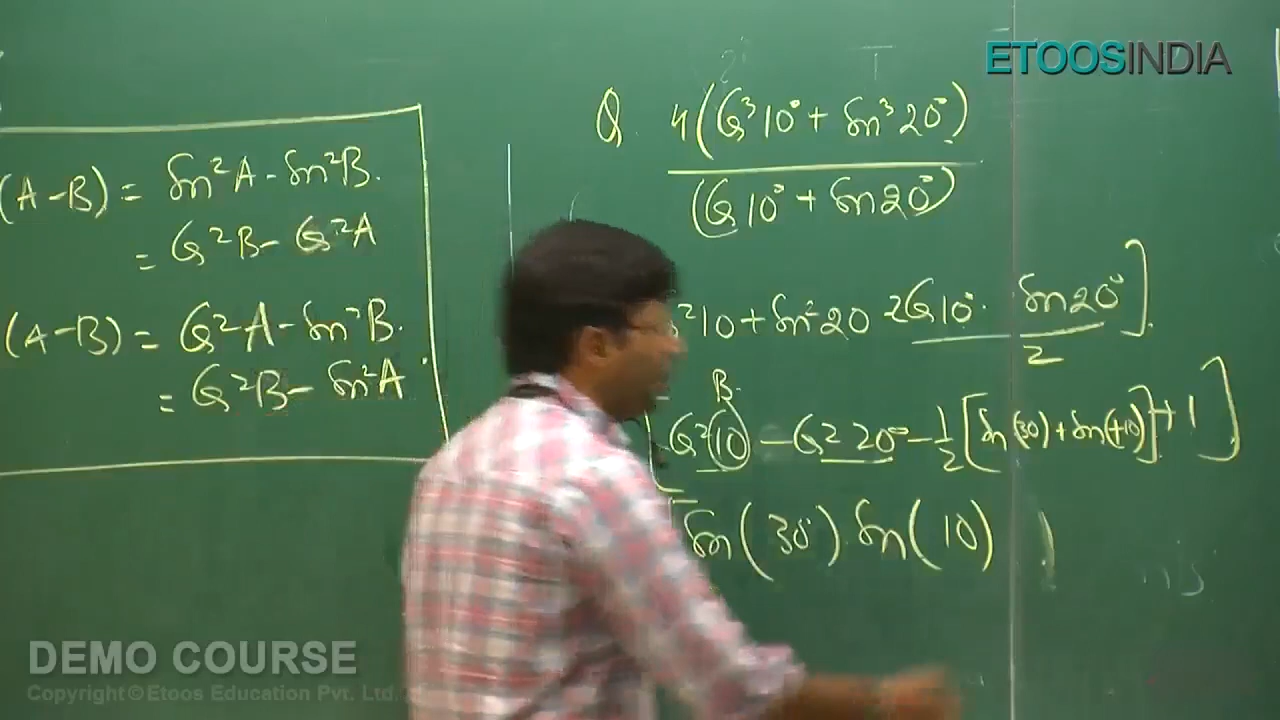 ETOOSINDIA
Q. 4(cos³10° + sin³20°)
(cos10° + sin20°)
(A-B) = sin²A - sin²B.
= cos²B - cos²A
(A-B) = cos²A - sin²B.
= cos²B - sin²A
s²10 + sin²20 2cos10° sin20° ].
2
B
[cos²10 - cos²20° - 1/2 [sin(30) + sin(+10)] + 1 ]
sin(30°) . sin(10) )
DEMO COURSE
Copyright © Etoos Education Pvt. Ltd.